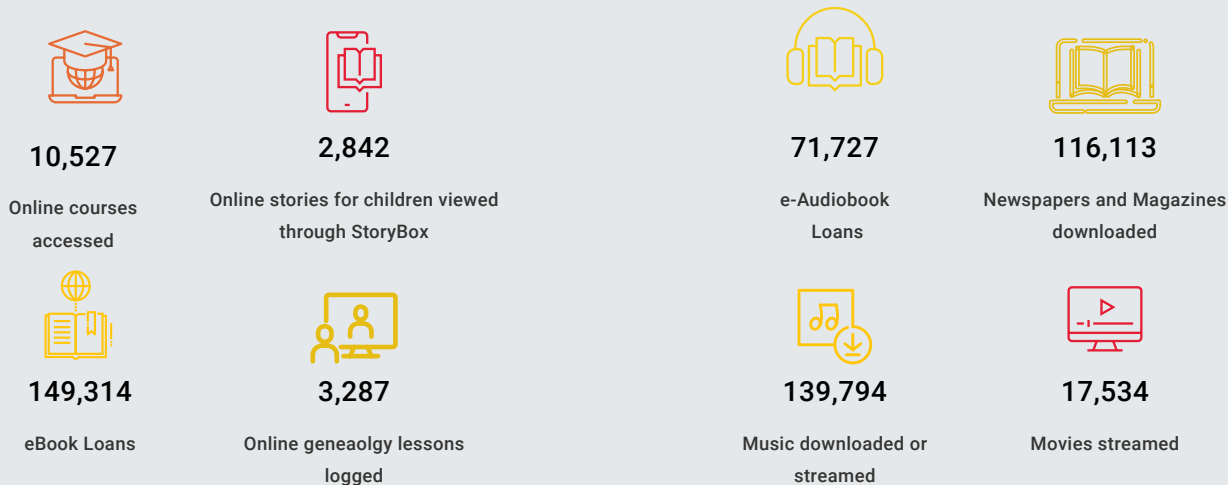 10,527
Online courses
accessed
2,842
Online stories for children viewed
through StoryBox
71,727
e-Audiobook
Loans
116,113
Newspapers and Magazines
downloaded
149,314
eBook Loans
3,287
Online geneaolgy lessons
logged
139,794
Music downloaded or
streamed
17,534
Movies streamed